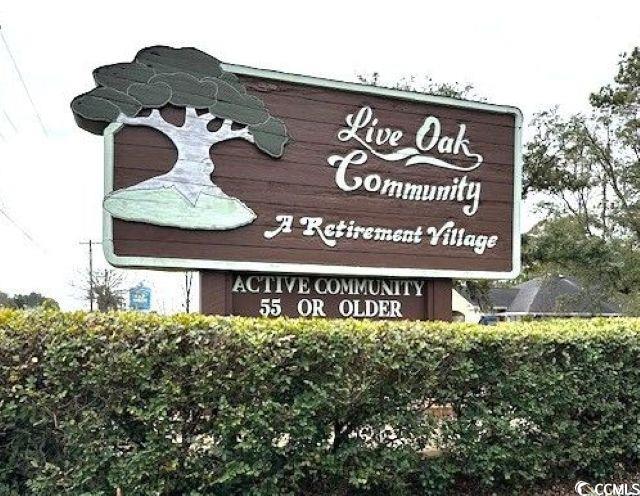 Live Oak
Community
A Retirement Village
ACTIVE COMMUNITY
55 OR OLDER
CCMLS